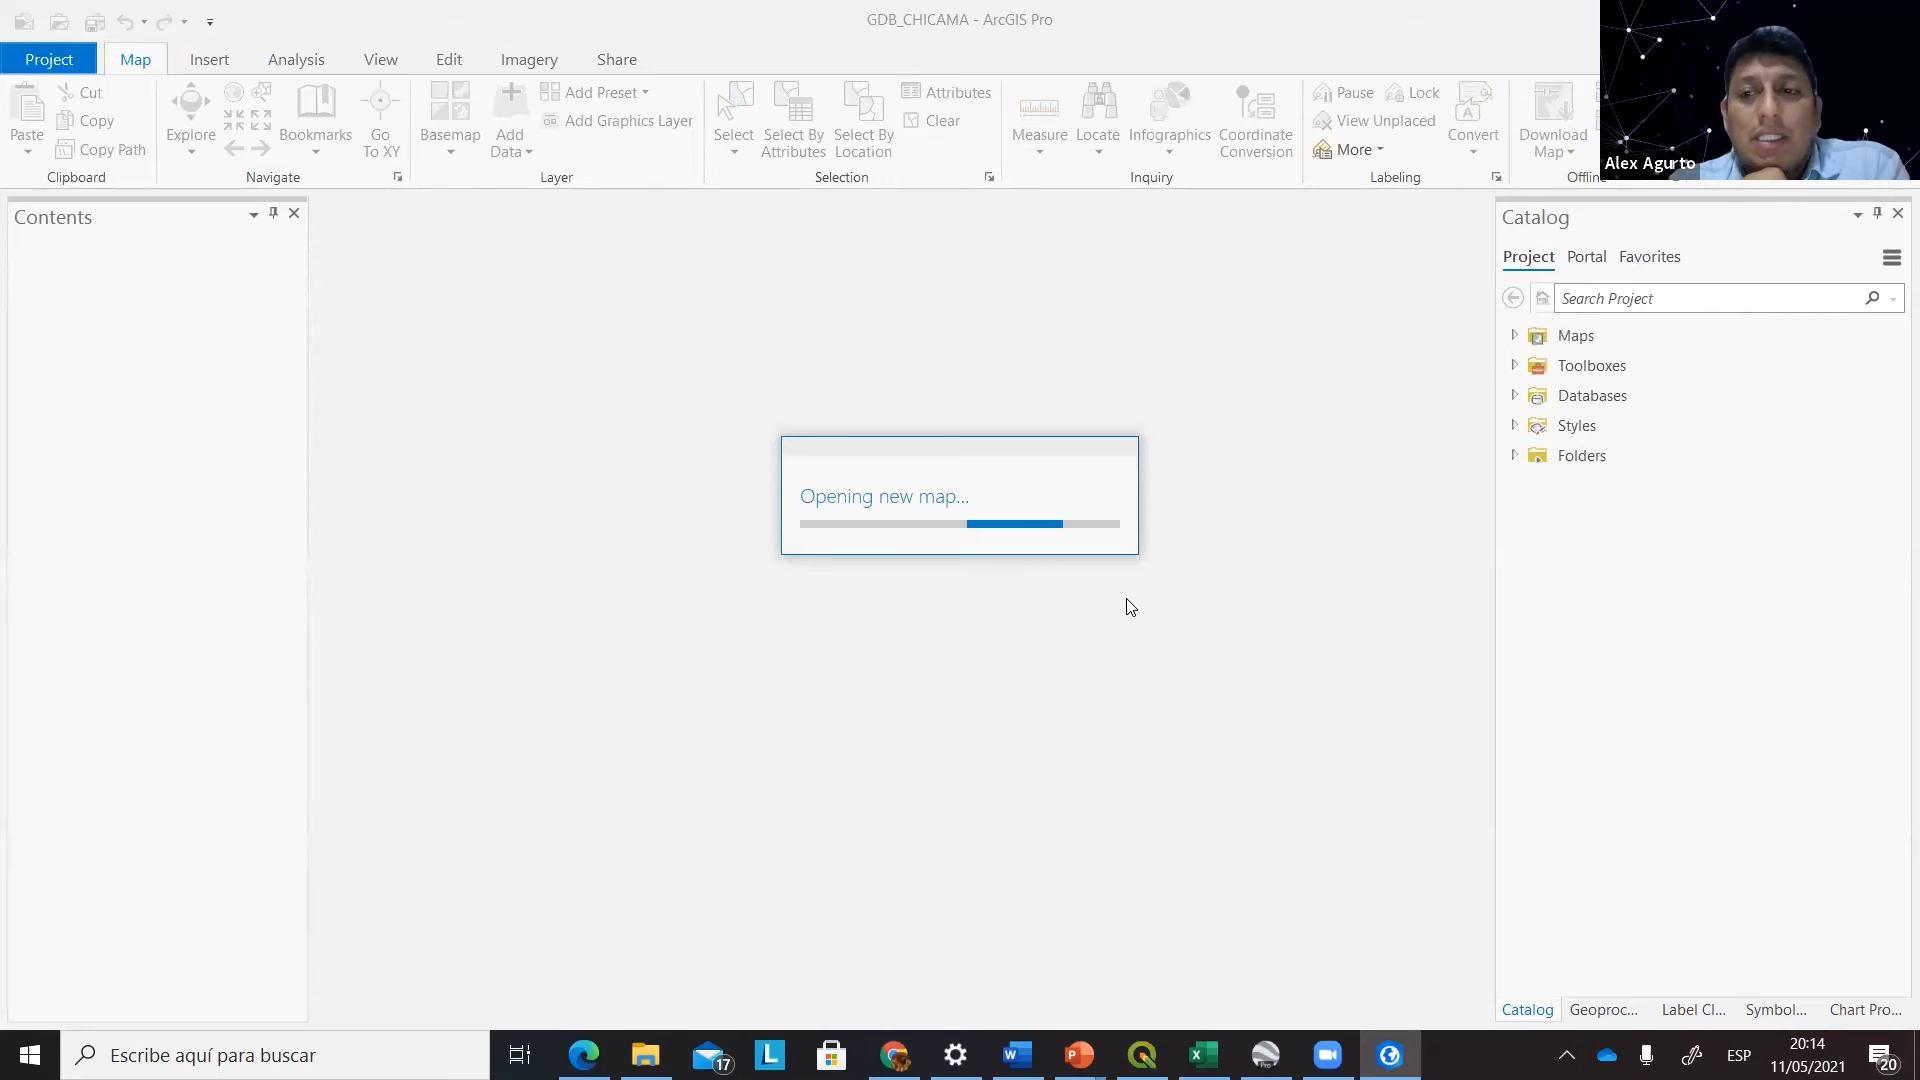 GDB_CHICAMA - ArcGIS Pro
Project Map Insert Analysis View Edit Imagery Share
Paste
Cut
Copy
Copy Path
Clipboard
Explore
Bookmarks
Go
To XY
Navigate
Basemap
Add
Data
Add Preset
Add Graphics Layer
Layer
Select
Select By
Attributes
Select By
Location
Attributes
Clear
Selection
Measure
Locate
Infographics
Coordinate
Conversion
Inquiry
Pause
Lock
View Unplaced
More
Convert
Labeling
Download
Map
Offline
Alex Agurto
Contents
Opening new map...
Catalog
Project Portal Favorites
Search Project
Maps
Toolboxes
Databases
Styles
Folders
Catalog Geoproc... Label Cl... Symbol... Chart Pro...
Escribe aquí para buscar
17
L
W
P
X
Pro
ESP
20:14
11/05/2021
20